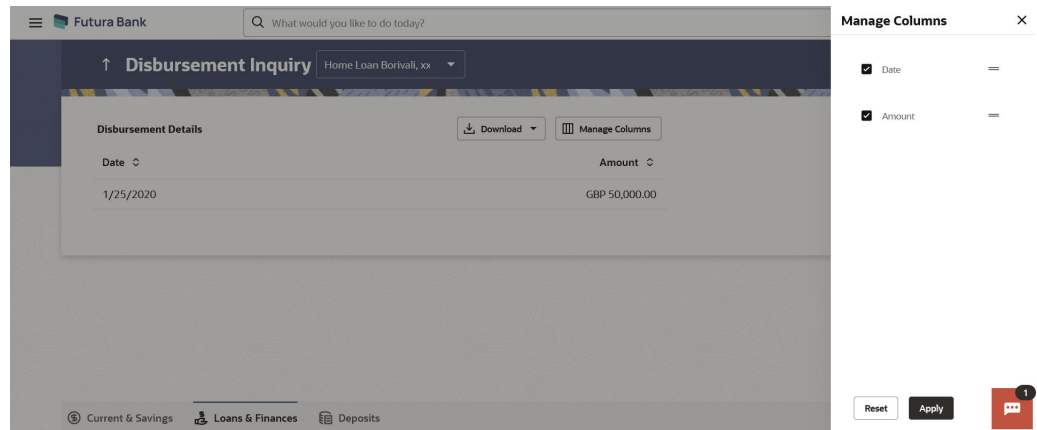 Futura Bank
What would you like to do today?
Manage Columns
Disbursement Inquiry
Home Loan Borivali, xx
Date
Amount
Disbursement Details
Download
Manage Columns
Date
Amount
1/25/2020
GBP 50,000.00
Current & Savings
Loans & Finances
Deposits
Reset
Apply
1